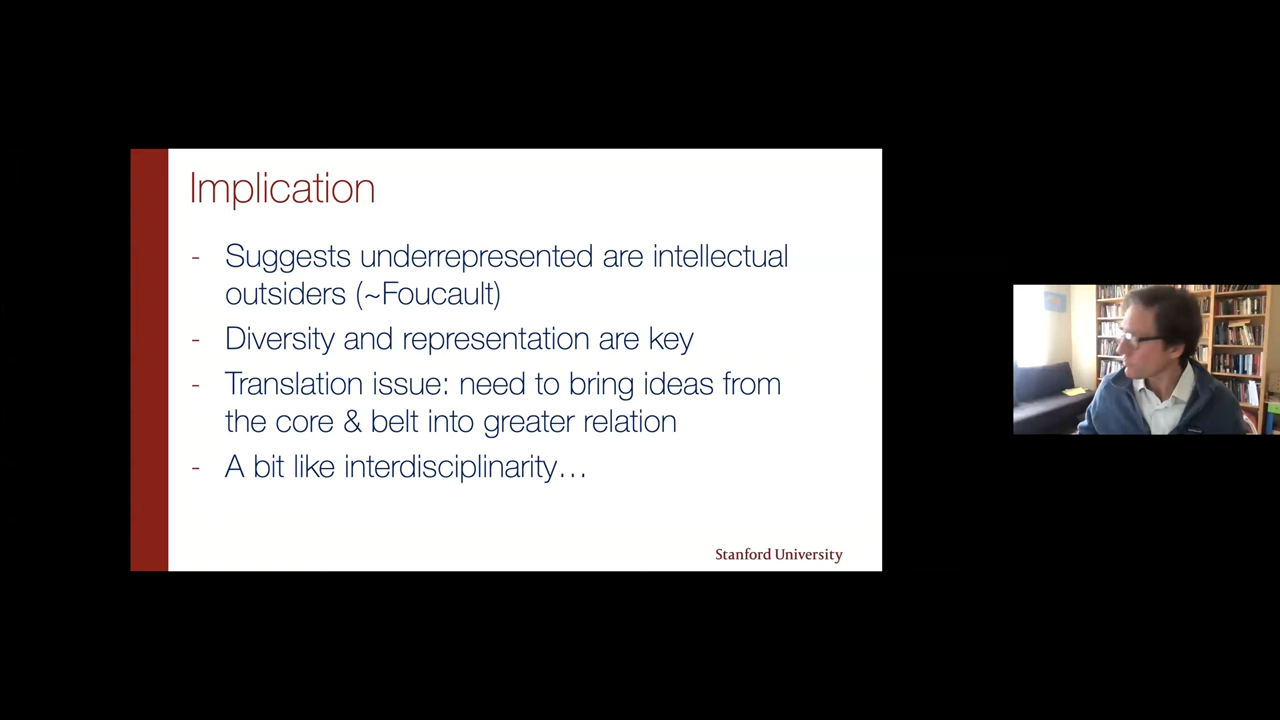 Implication
- Suggests underrepresented are intellectual
outsiders (~Foucault)
- Diversity and representation are key
- Translation issue: need to bring ideas from
the core & belt into greater relation
- A bit like interdisciplinarity…
Stanford University